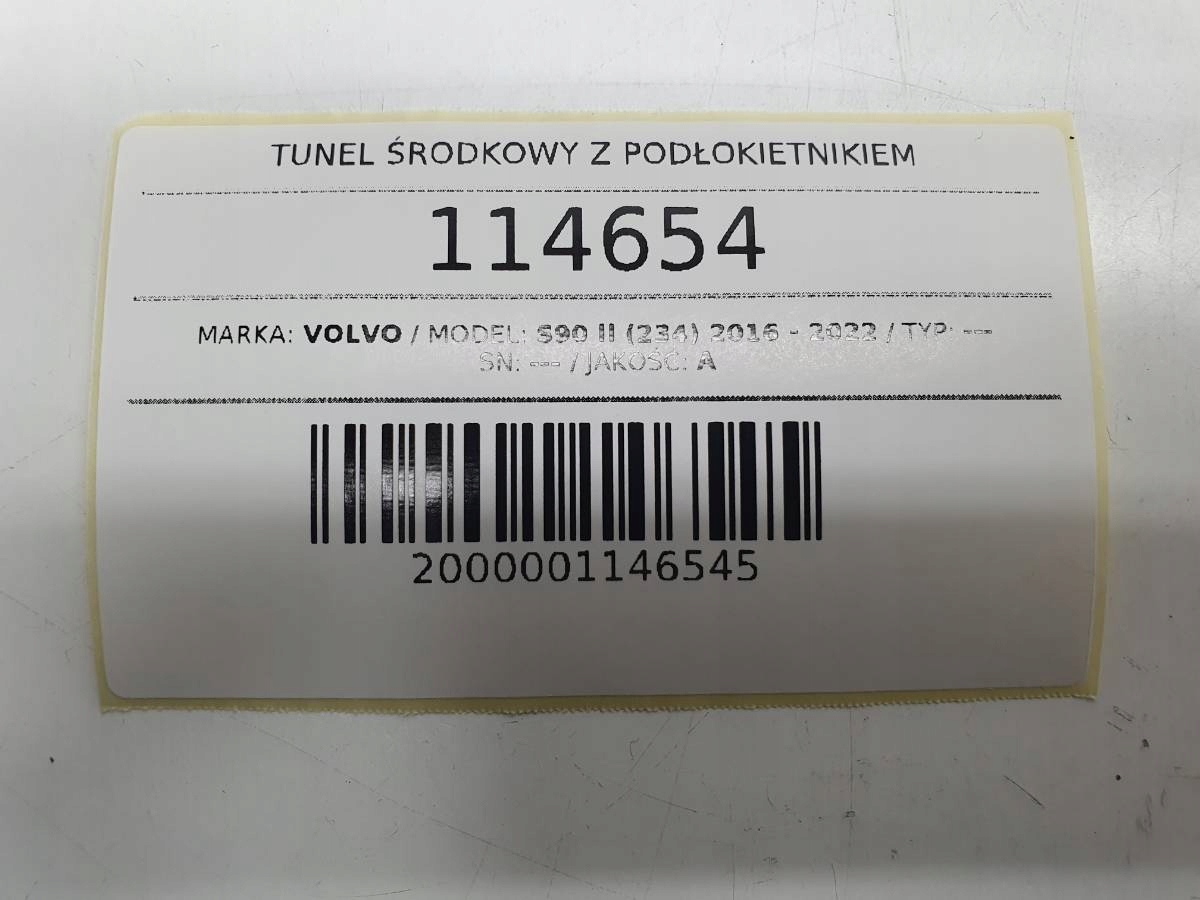 TUNEL ŚRODKOWY Z PODŁOKIETNIKIEM
114654
MARKA: VOLVO / MODEL: S90 II (234) 2016 - 2022 / TYP: ---
SN: --- / JAKOŚĆ: A
2000001146545